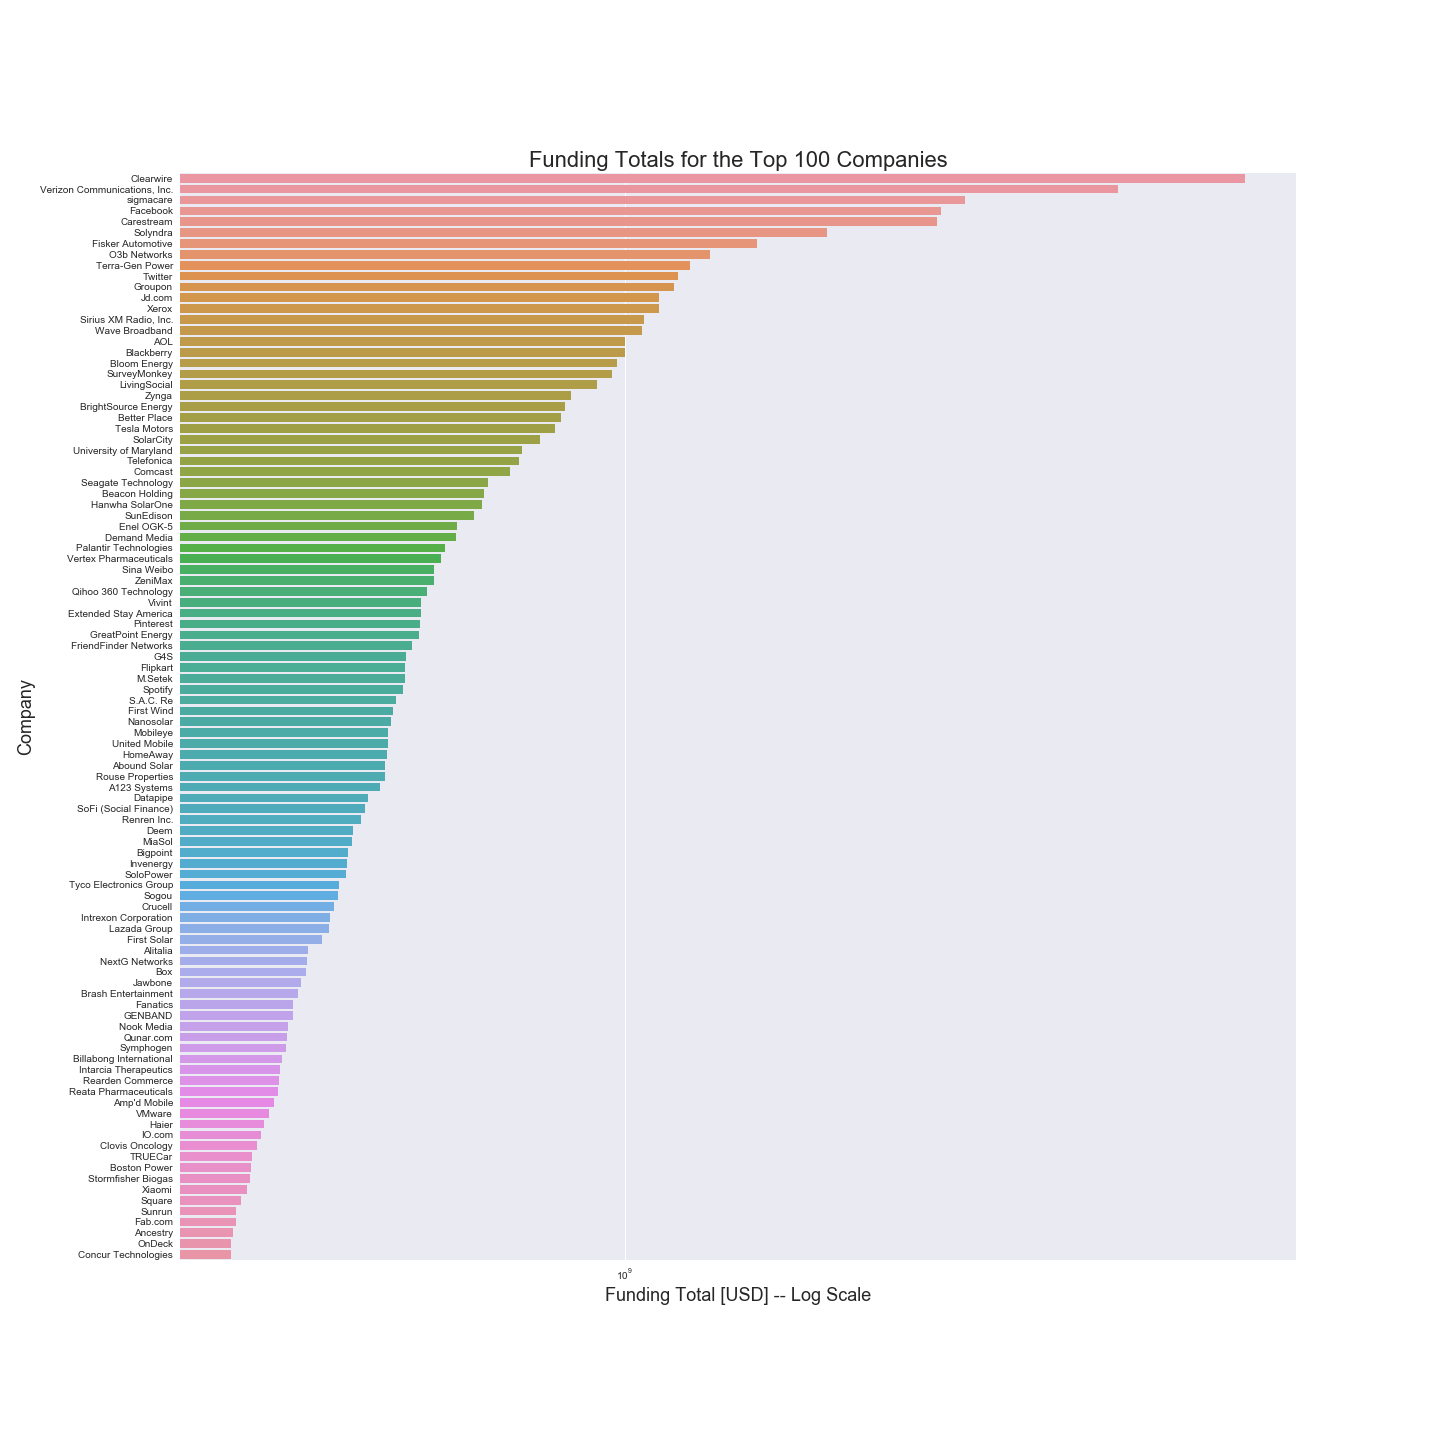 Funding Totals for the Top 100 Companies
Clearwire
Verizon Communications, Inc.
sigmacare
Facebook
Carestream
Solyndra
Fisker Automotive
O3b Networks
Terra-Gen Power
Twitter
Groupon
Jd.com
Xerox
Sirius XM Radio, Inc.
Wave Broadband
AOL
Blackberry
Bloom Energy
SurveyMonkey
LivingSocial
Zynga
BrightSource Energy
Better Place
Tesla Motors
SolarCity
University of Maryland
Telefonica
Comcast
Seagate Technology
Beacon Holding
Hanwha SolarOne
SunEdison
Enel OGK-5
Demand Media
Palantir Technologies
Vertex Pharmaceuticals
Sina Weibo
ZeniMax
Qihoo 360 Technology
Vivint
Extended Stay America
Pinterest
GreatPoint Energy
FriendFinder Networks
G4S
Flipkart
M.Setek
Spotify
S.A.C. Re
First Wind
Nanosolar
Mobileye
United Mobile
HomeAway
Abound Solar
Rouse Properties
A123 Systems
Datapipe
SoFi (Social Finance)
Renren Inc.
Deem
MiaSol
Bigpoint
Invenergy
SoloPower
Tyco Electronics Group
Sogou
Crucell
Intrexon Corporation
Lazada Group
First Solar
Alitalia
NextG Networks
Box
Jawbone
Brash Entertainment
Fanatics
GENBAND
Nook Media
Qunar.com
Symphogen
Billabong International
Intarcia Therapeutics
Rearden Commerce
Reata Pharmaceuticals
Amp'd Mobile
VMware
Haier
IO.com
Clovis Oncology
TRUECar
Boston Power
Stormfisher Biogas
Xiaomi
Square
Sunrun
Fab.com
Ancestry
OnDeck
Concur Technologies
Company
10⁹
Funding Total [USD] -- Log Scale